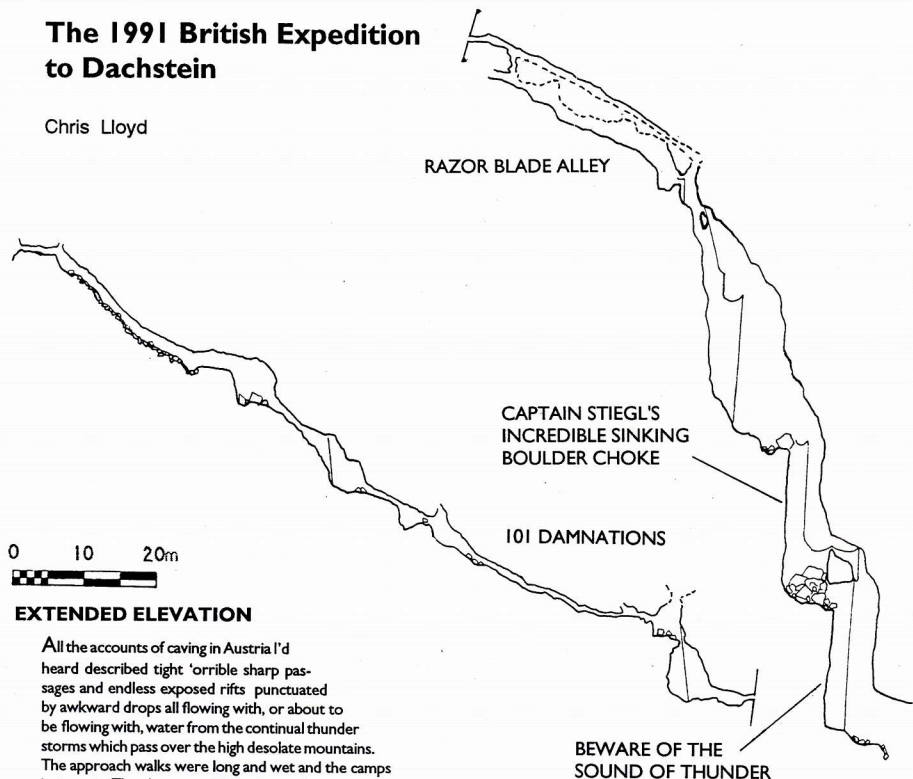 The 1991 British Expedition
to Dachstein
Chris Lloyd
RAZOR BLADE ALLEY
CAPTAIN STIEGL'S
INCREDIBLE SINKING
BOULDER CHOKE
101 DAMNATIONS
0 10 20m
EXTENDED ELEVATION
All the accounts of caving in Austria I'd
heard described tight 'orrible sharp pas-
sages and endless exposed rifts punctuated
by awkward drops all flowing with, or about to
be flowing with, water from the continual thunder
storms which pass over the high desolate mountains.
The approach walks were long and wet and the camps
BEWARE OF THE
SOUND OF THUNDER